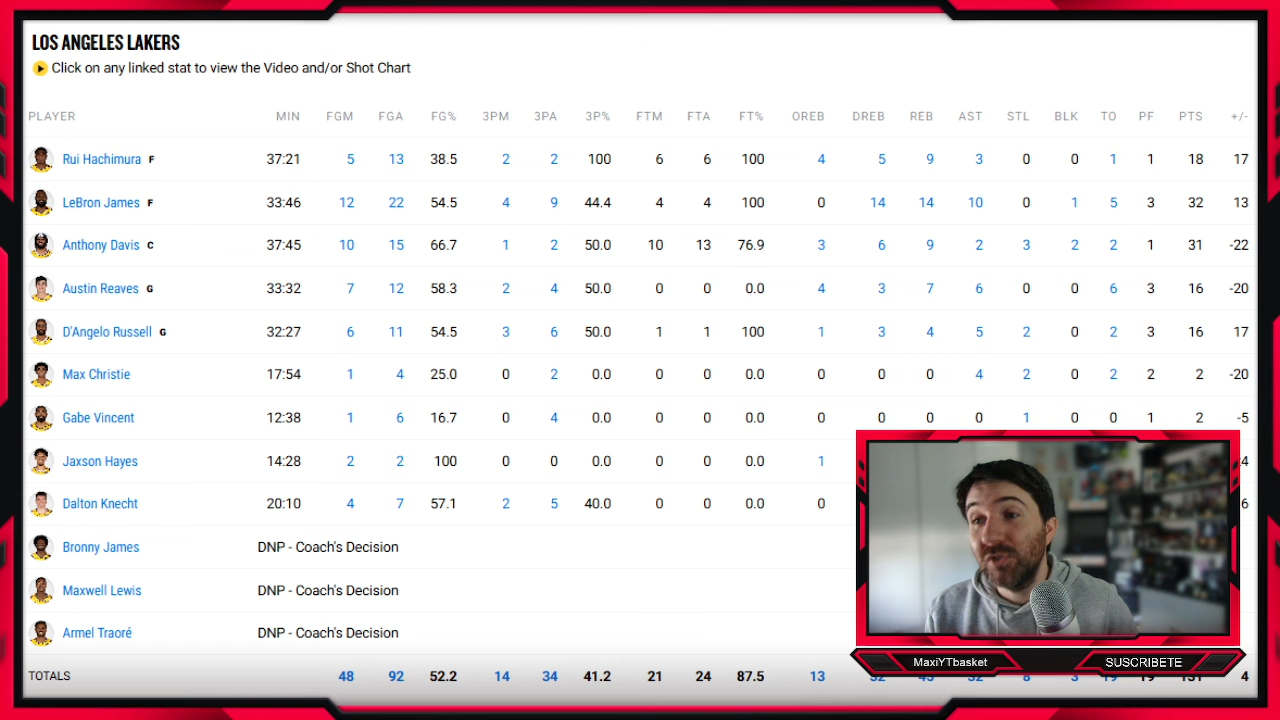 LOS ANGELES LAKERS
Click on any linked stat to view the Video and/or Shot Chart
PLAYER MIN FGM FGA FG% 3PM 3PA 3P% FTM FTA FT% OREB DREB REB AST STL BLK TO PF PTS +/-
Rui Hachimura F 37:21 5 13 38.5 2 2 100 6 6 100 4 5 9 3 0 0 1 1 18 17
LeBron James F 33:46 12 22 54.5 4 9 44.4 4 4 100 0 14 14 10 0 1 5 3 32 13
Anthony Davis C 37:45 10 15 66.7 1 2 50.0 10 13 76.9 3 6 9 2 3 2 2 1 31 -22
Austin Reaves G 33:32 7 12 58.3 2 4 50.0 0 0 0.0 4 3 7 6 0 0 6 3 16 -20
D'Angelo Russell G 32:27 6 11 54.5 3 6 50.0 1 1 100 1 3 4 5 2 0 2 3 16 17
Max Christie 17:54 1 4 25.0 0 2 0.0 0 0 0.0 0 0 0 4 2 0 2 2 2 -20
Gabe Vincent 12:38 1 6 16.7 0 4 0.0 0 0 0.0 0 0 0 0 1 0 0 1 2 -5
Jaxson Hayes 14:28 2 2 100 0 0 0.0 0 0 0.0 1 4
Dalton Knecht 20:10 4 7 57.1 2 5 40.0 0 0 0.0 0 6
Bronny James DNP - Coach's Decision
Maxwell Lewis DNP - Coach's Decision
Armel Traoré DNP - Coach's Decision
MaxiYTbasket SUSCRIBETE
TOTALS 48 92 52.2 14 34 41.2 21 24 87.5 13 4